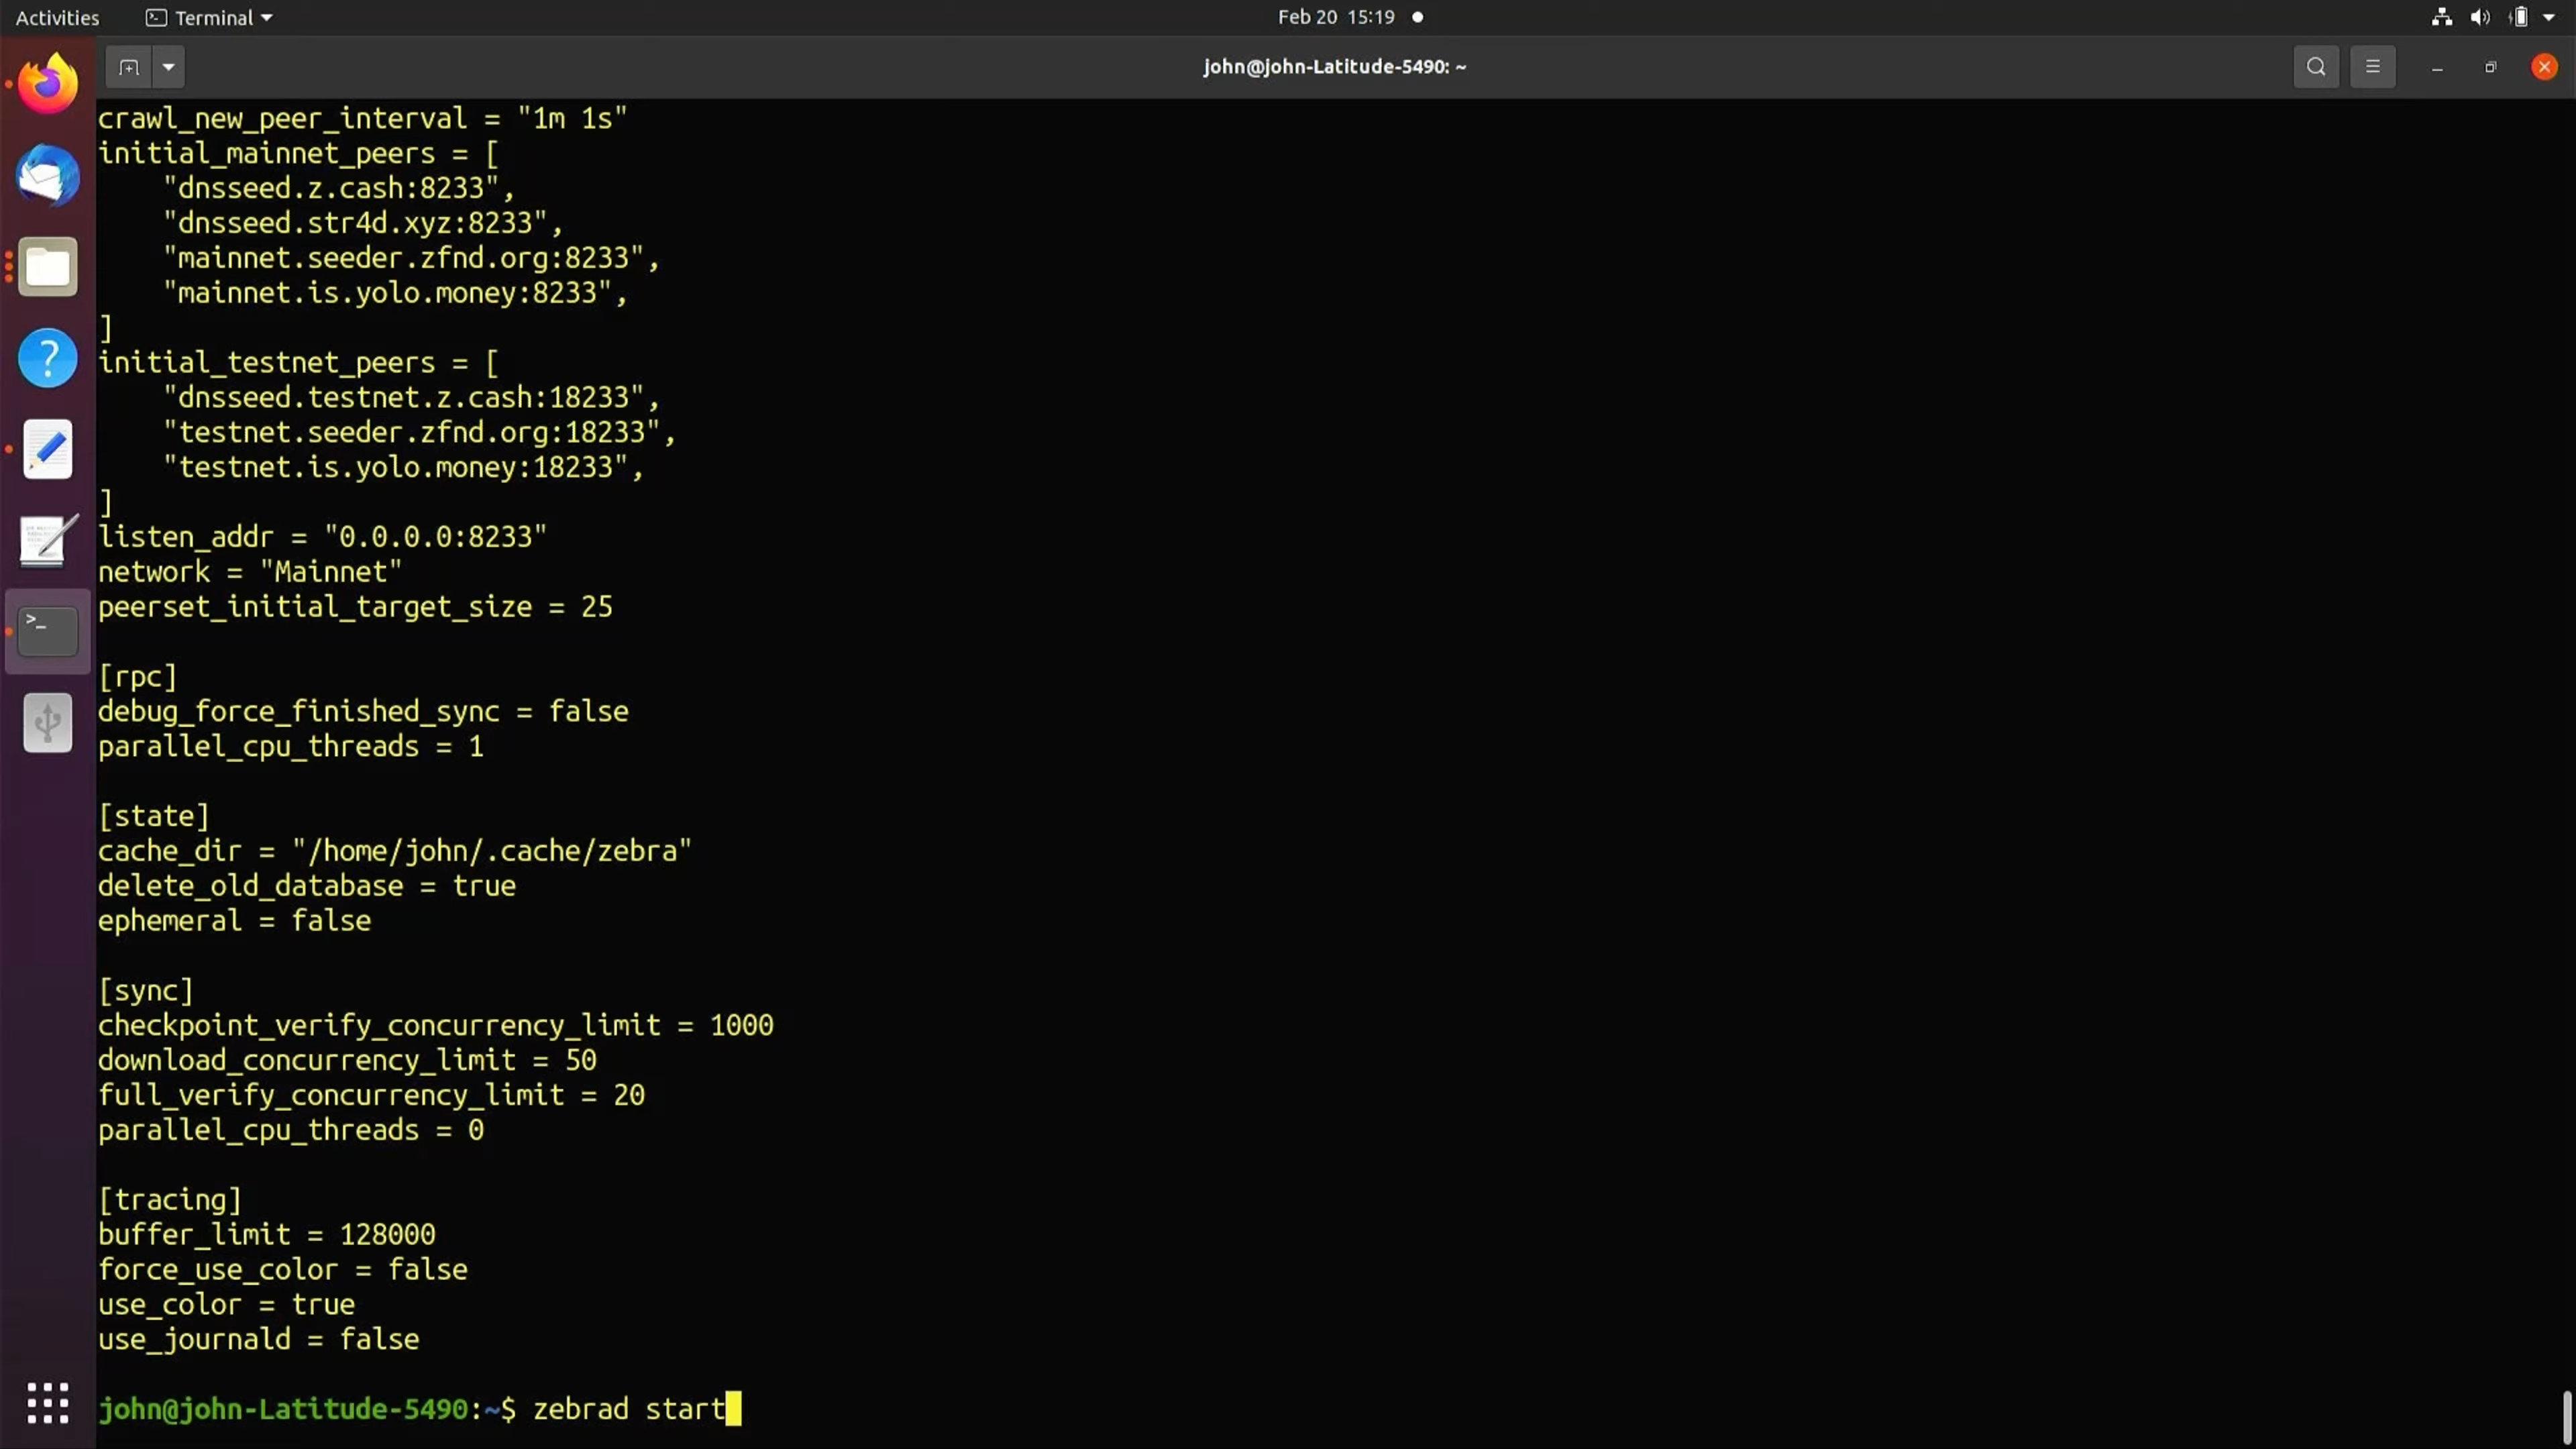 Activities
Terminal
Feb 20 15:19
john@john-Latitude-5490: ~
crawl_new_peer_interval = "1m 1s"
initial_mainnet_peers = [
    "dnsseed.z.cash:8233",
    "dnsseed.str4d.xyz:8233",
    "mainnet.seeder.zfnd.org:8233",
    "mainnet.is.yolo.money:8233",
]
initial_testnet_peers = [
    "dnsseed.testnet.z.cash:18233",
    "testnet.seeder.zfnd.org:18233",
    "testnet.is.yolo.money:18233",
]
listen_addr = "0.0.0.0:8233"
network = "Mainnet"
peerset_initial_target_size = 25

[rpc]
debug_force_finished_sync = false
parallel_cpu_threads = 1

[state]
cache_dir = "/home/john/.cache/zebra"
delete_old_database = true
ephemeral = false

[sync]
checkpoint_verify_concurrency_limit = 1000
download_concurrency_limit = 50
full_verify_concurrency_limit = 20
parallel_cpu_threads = 0

[tracing]
buffer_limit = 128000
force_use_color = false
use_color = true
use_journald = false

john@john-Latitude-5490:~$ zebrad start